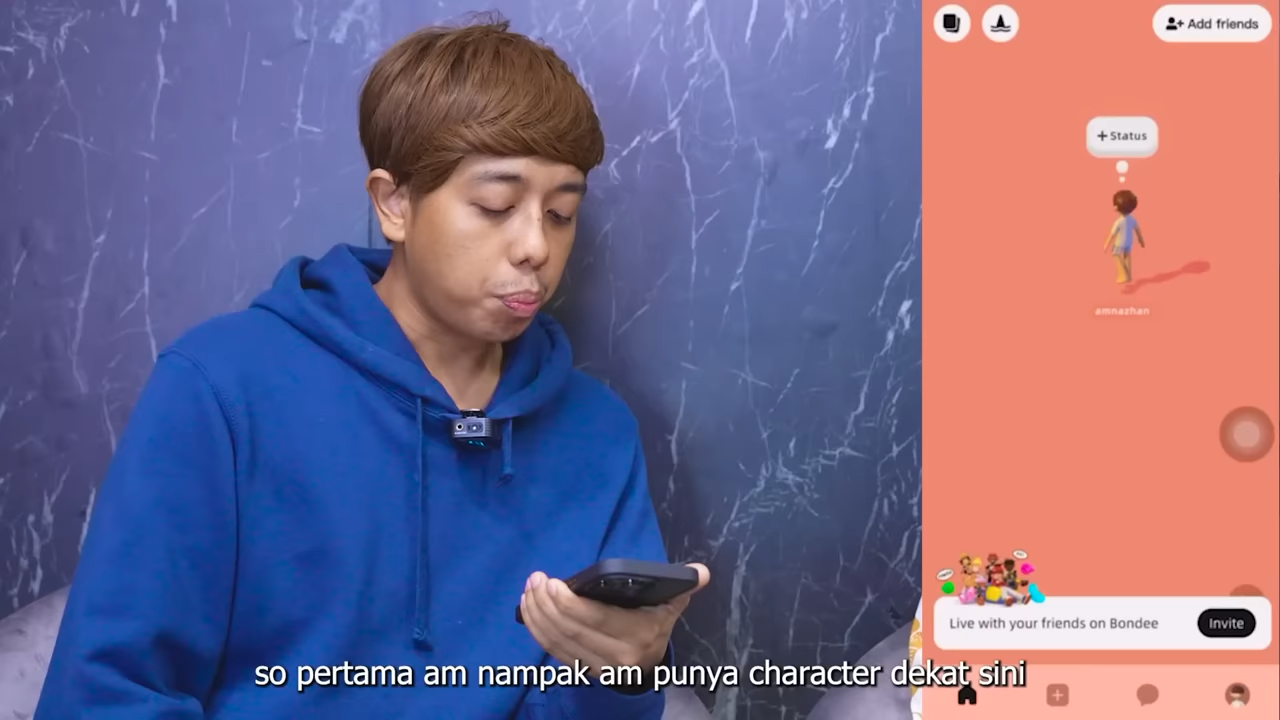 Add friends
+Status
amnazhan
Live with your friends on Bondee
Invite
so pertama am nampak am punya character dekat sini